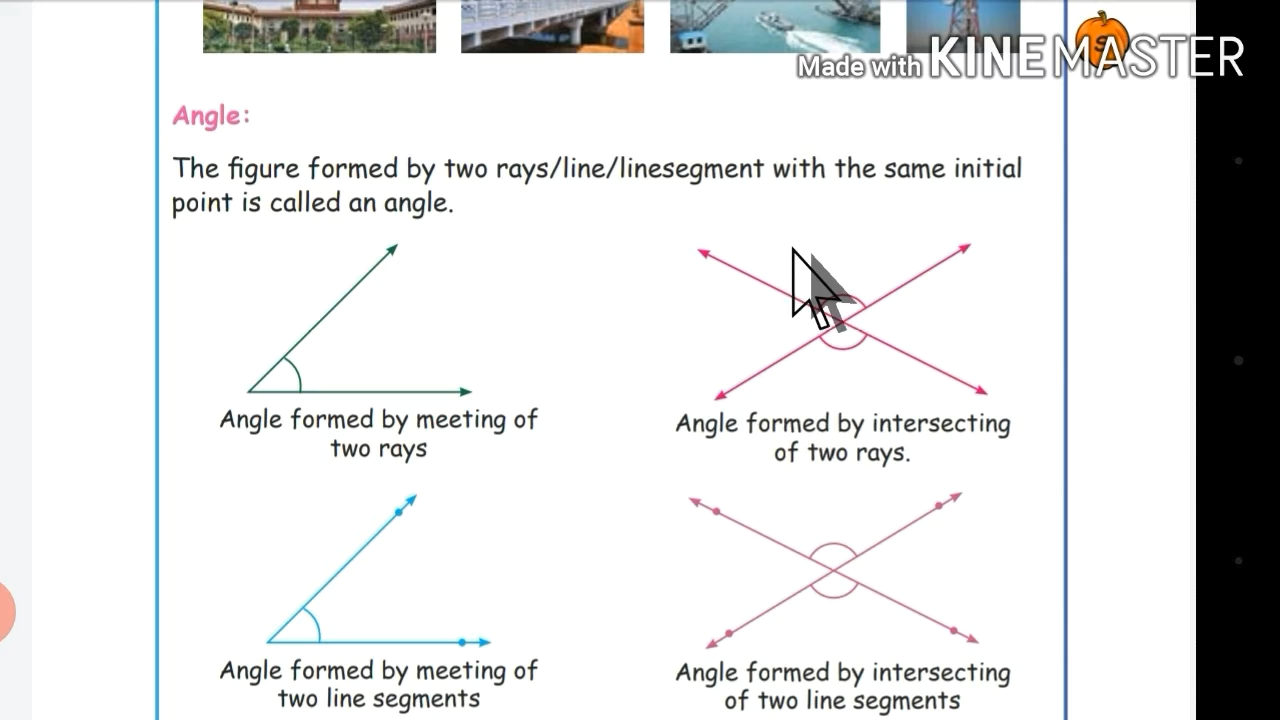 Made with KINEMASTER
Angle:
The figure formed by two rays/line/linesegment with the same initial
point is called an angle.
Angle formed by meeting of
two rays
Angle formed by intersecting
of two rays.
Angle formed by meeting of
two line segments
Angle formed by intersecting
of two line segments